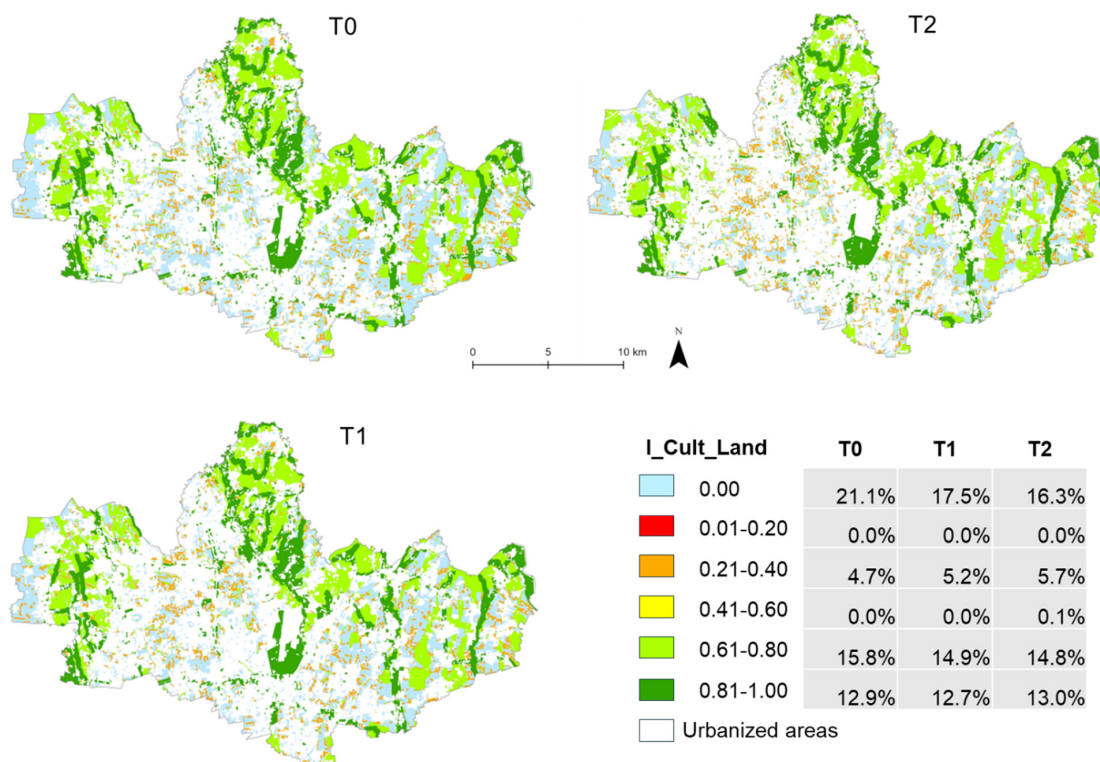 T0
T2
N
0 5 10 km
T1
I_Cult_Land T0 T1 T2
0.00 21.1% 17.5% 16.3%
0.01-0.20 0.0% 0.0% 0.0%
0.21-0.40 4.7% 5.2% 5.7%
0.41-0.60 0.0% 0.0% 0.1%
0.61-0.80 15.8% 14.9% 14.8%
0.81-1.00 12.9% 12.7% 13.0%
Urbanized areas